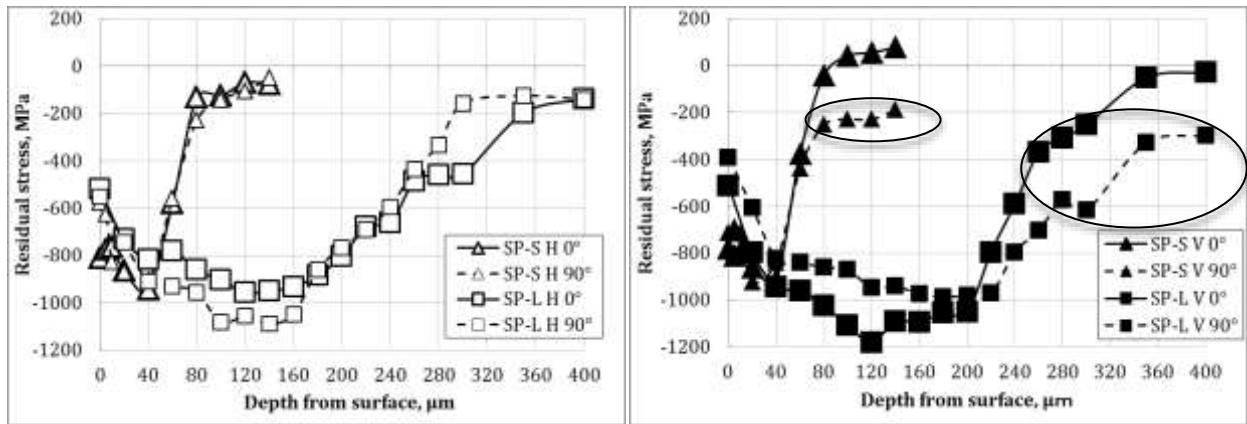 200
0
-200
-400
-600
-800
-1000
-1200
Residual stress, MPa
0 40 80 120 160 200 240 280 320 360 400
Depth from surface, µm
SP-S H 0°
SP-S H 90°
SP-L H 0°
SP-L H 90°
200
0
-200
-400
-600
-800
-1000
-1200
Residual stress, MPa
0 40 80 120 160 200 240 280 320 360 400
Depth from surface, µm
SP-S V 0°
SP-S V 90°
SP-L V 0°
SP-L V 90°